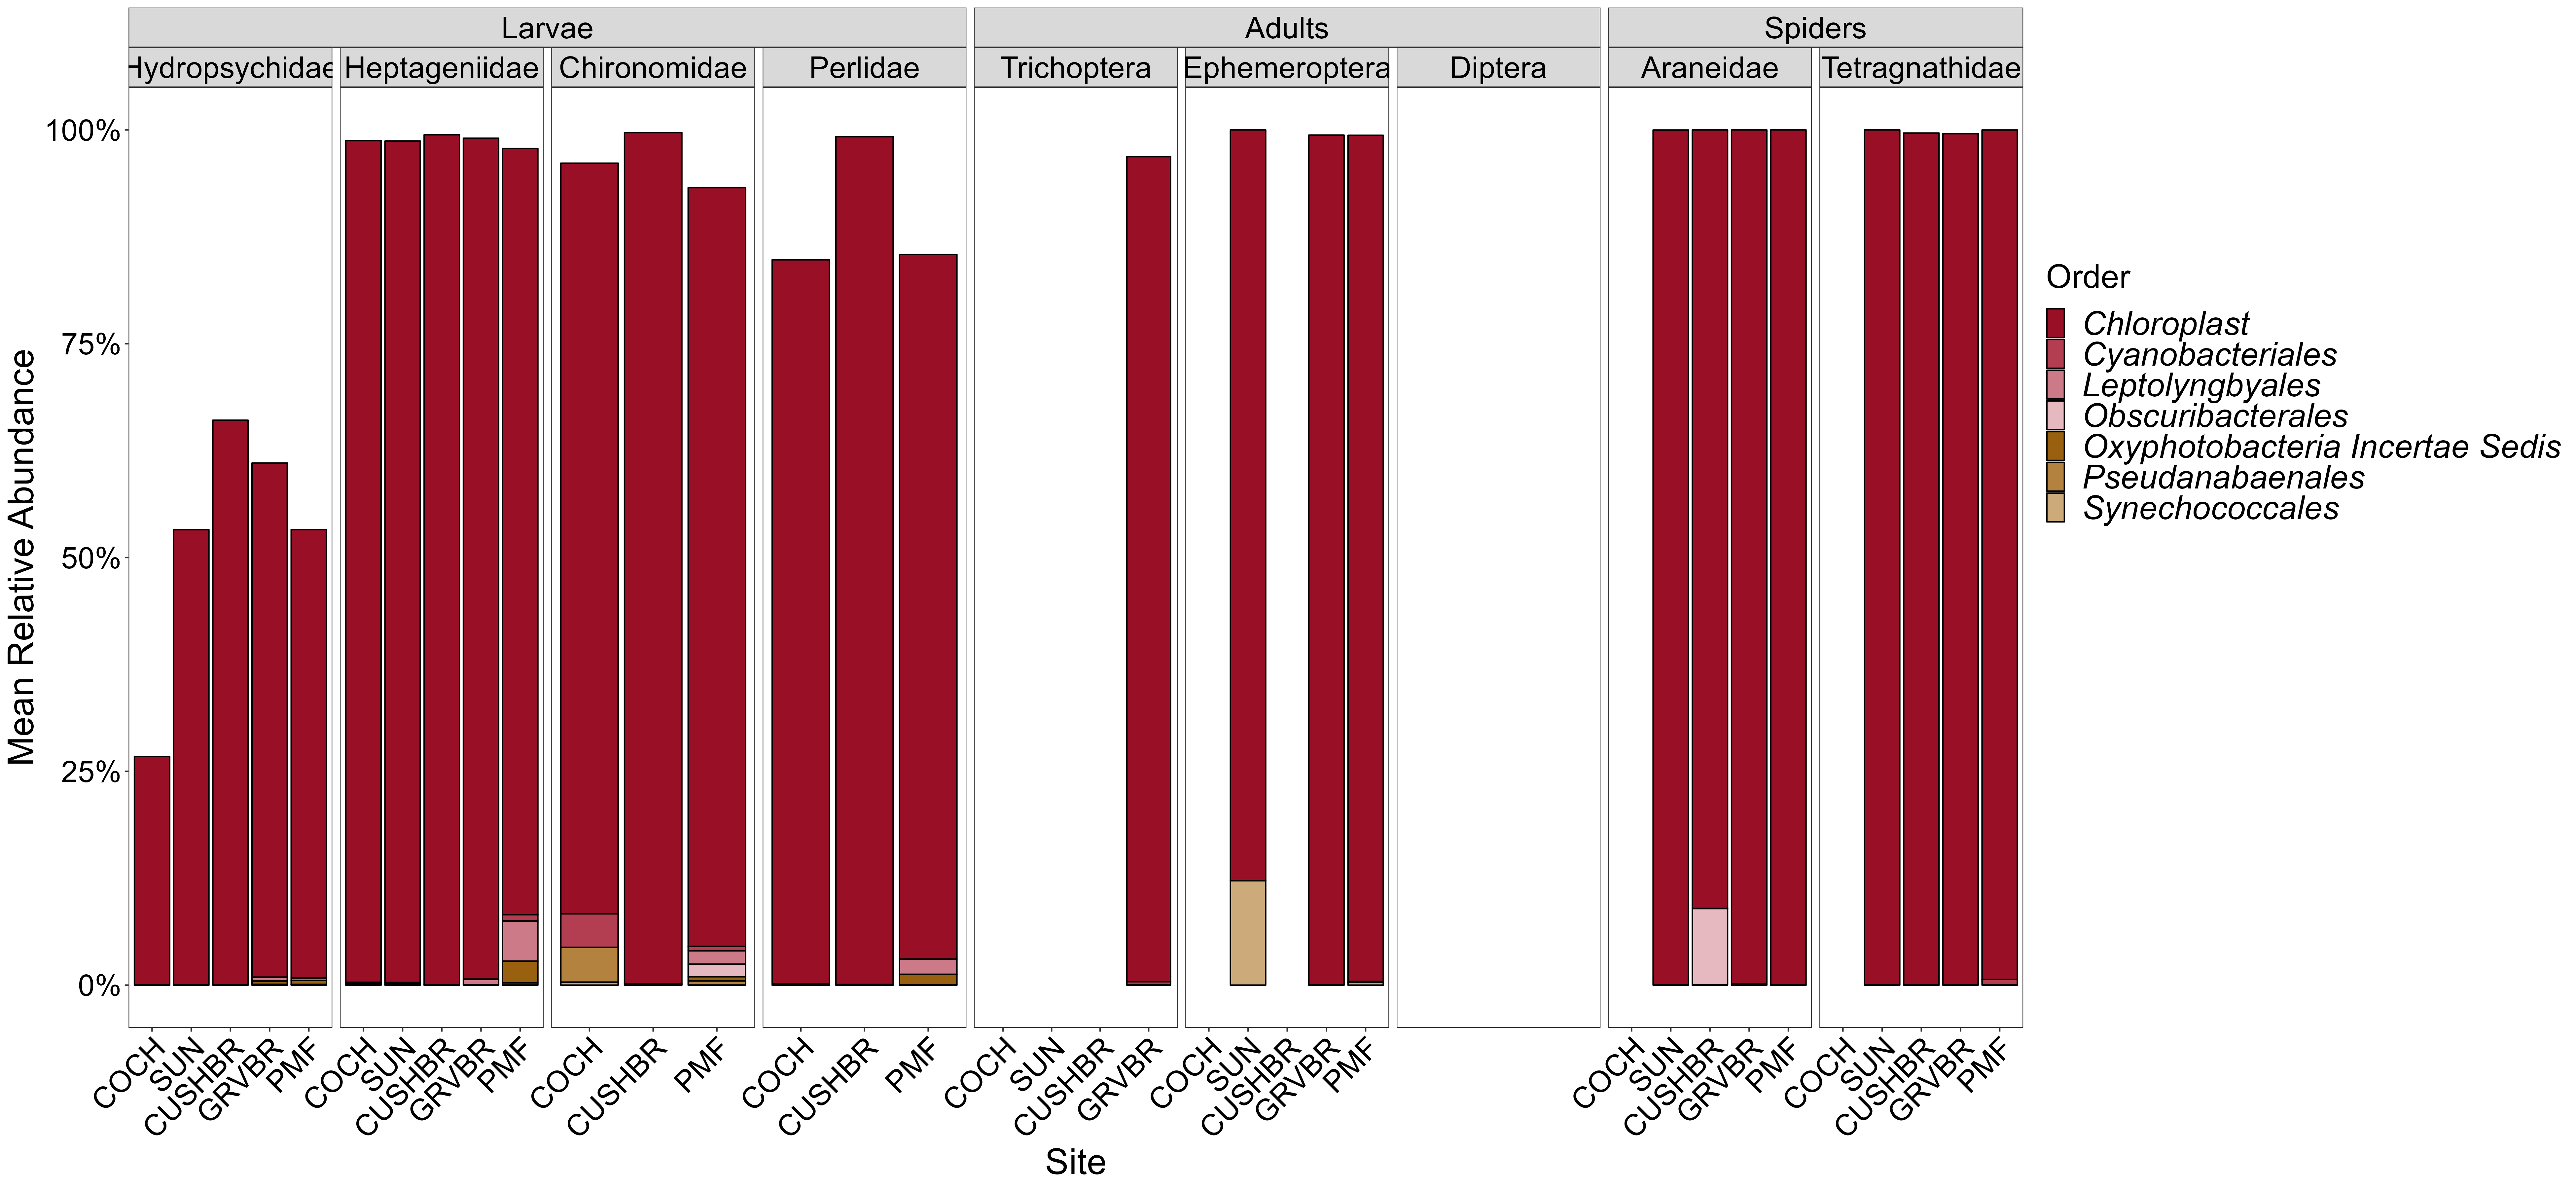 Larvae
Adults
Spiders
Hydropsychidae
Heptageniidae
Chironomidae
Perlidae
Trichoptera
Ephemeroptera
Diptera
Araneidae
Tetragnathidae
Mean Relative Abundance
100%
75%
50%
25%
0%
COCH
SUN
CUSHBR
GRVBR
PMF
COCH
SUN
CUSHBR
GRVBR
PMF
COCH
CUSHBR
PMF
COCH
CUSHBR
PMF
COCH
SUN
CUSHBR
GRVBR
COCH
SUN
CUSHBR
GRVBR
PMF
COCH
SUN
CUSHBR
GRVBR
PMF
COCH
SUN
CUSHBR
GRVBR
PMF
Site
Order
Chloroplast
Cyanobacteriales
Leptolyngbyales
Obscuribacterales
Oxyphotobacteria Incertae Sedis
Pseudanabaenales
Synechococcales